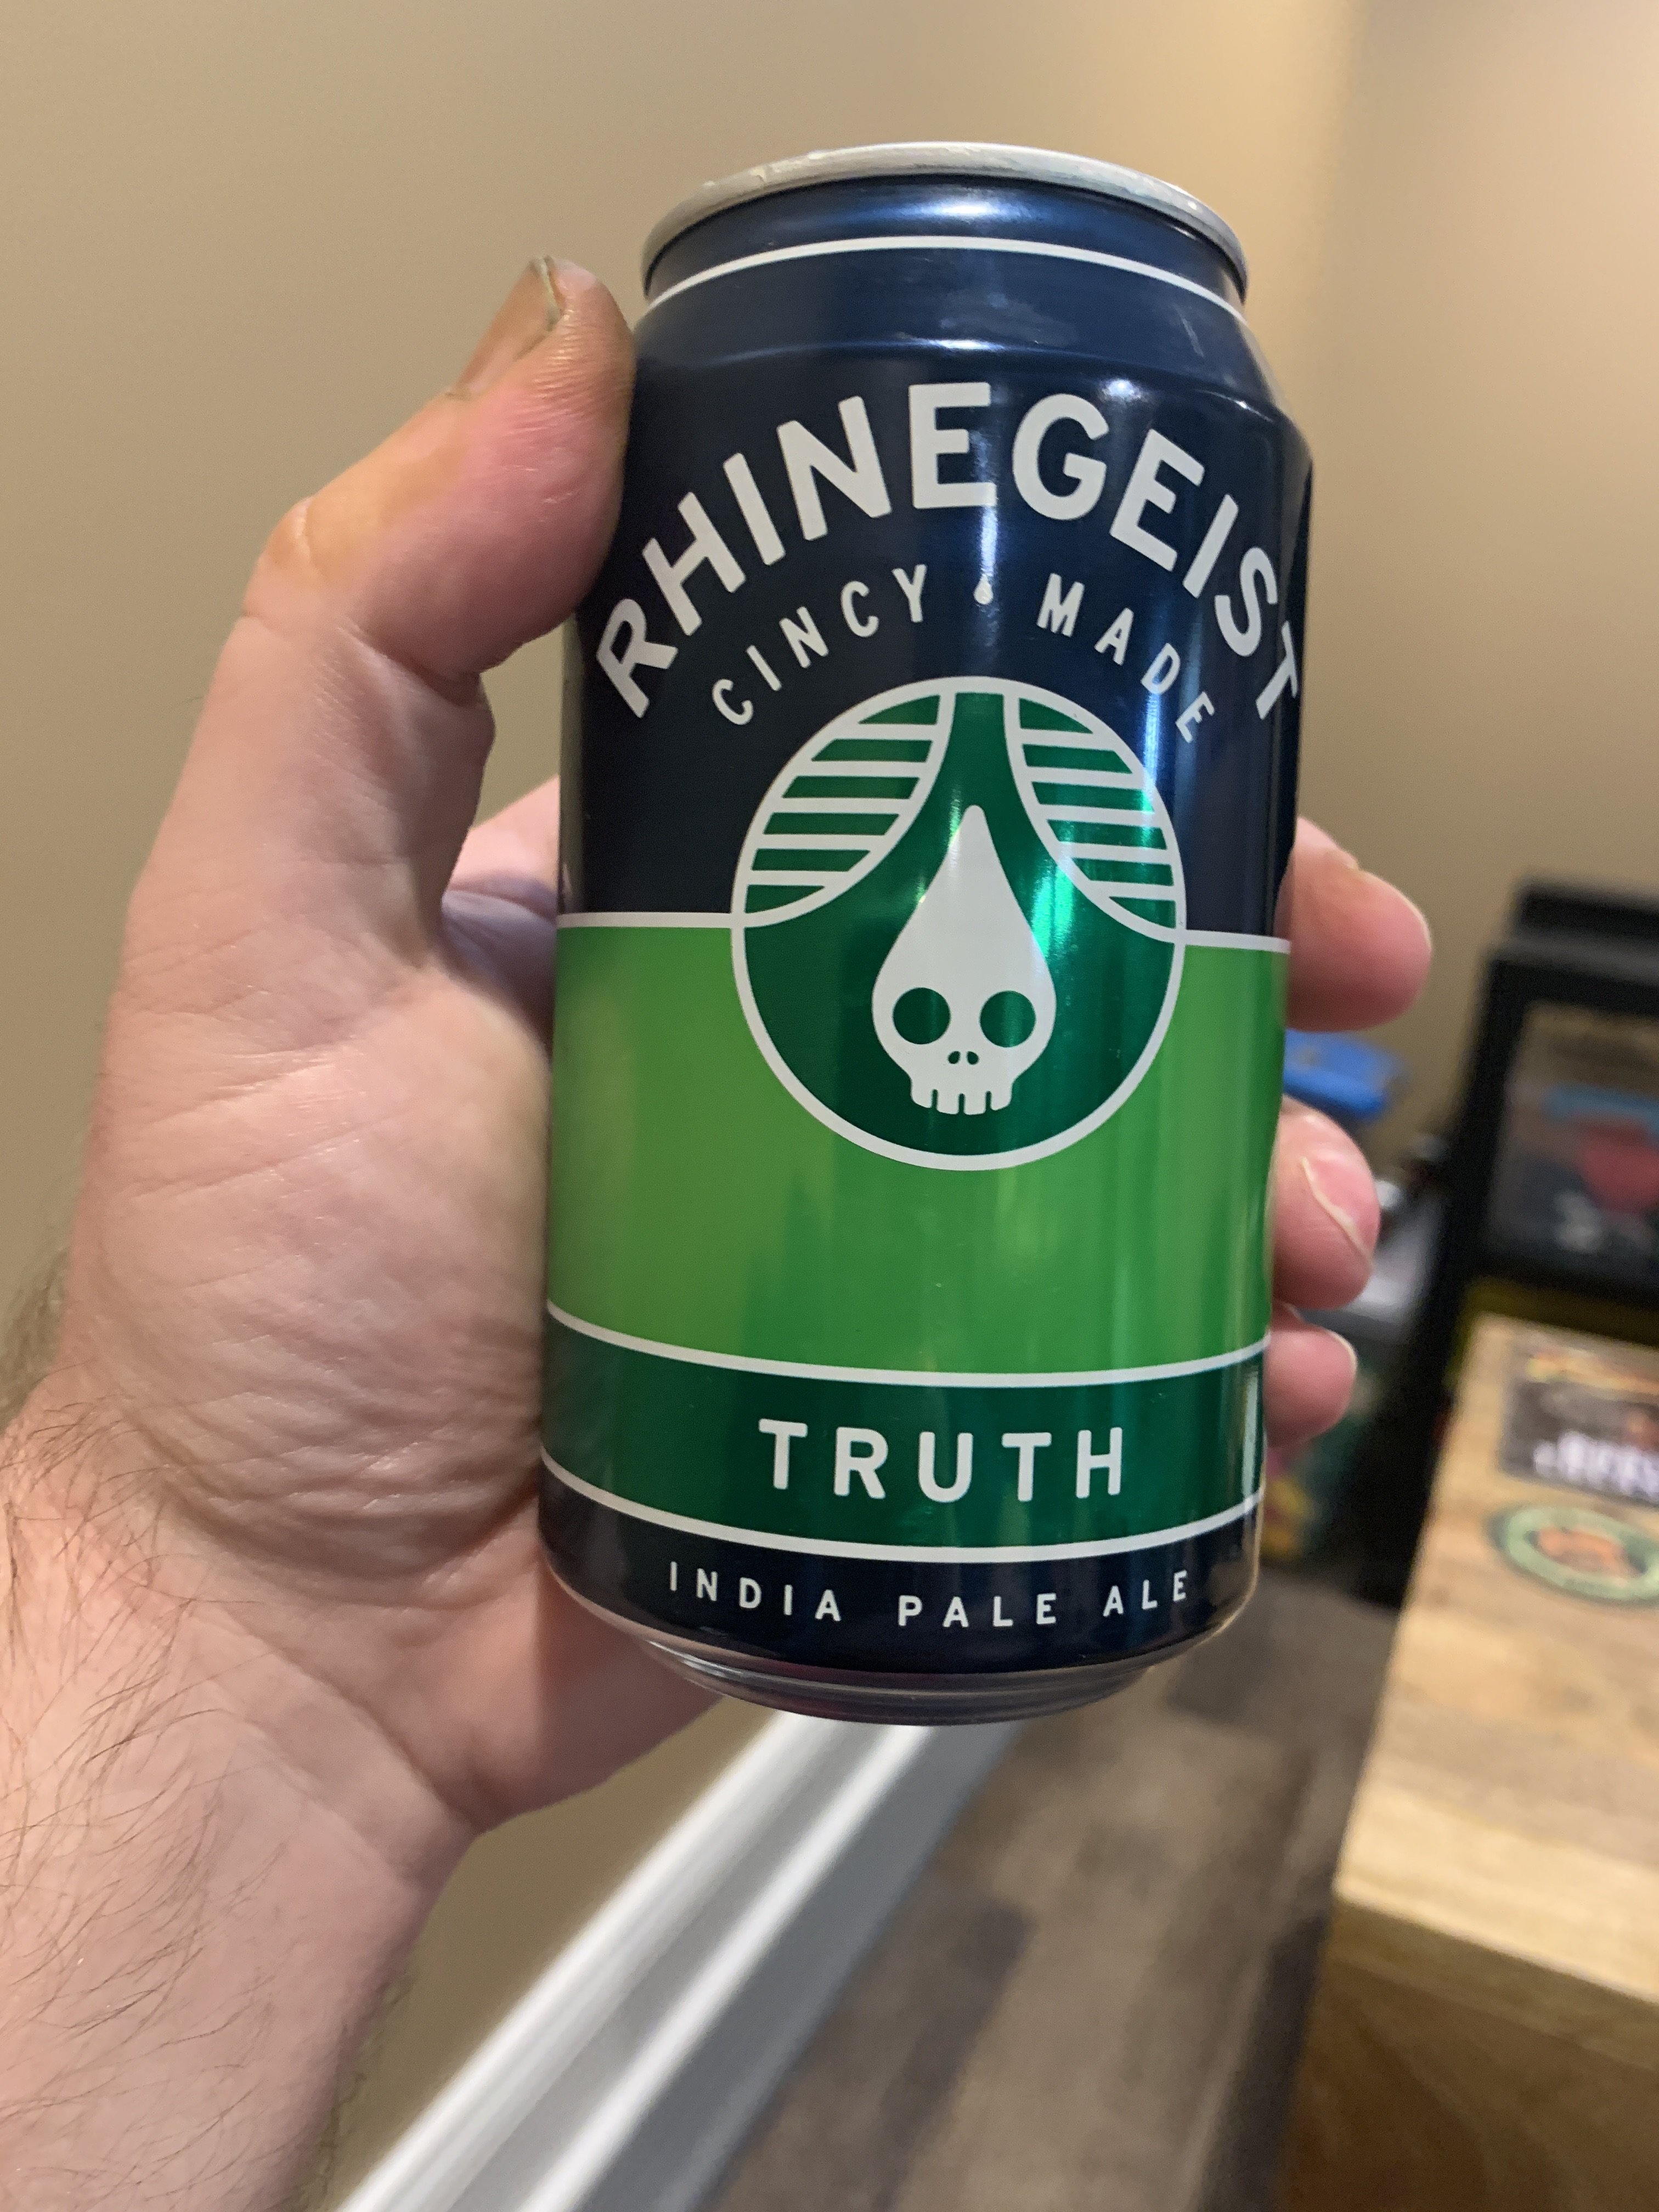 RHINEGEIST
CINCY MADE
TRUTH
INDIA PALE ALE